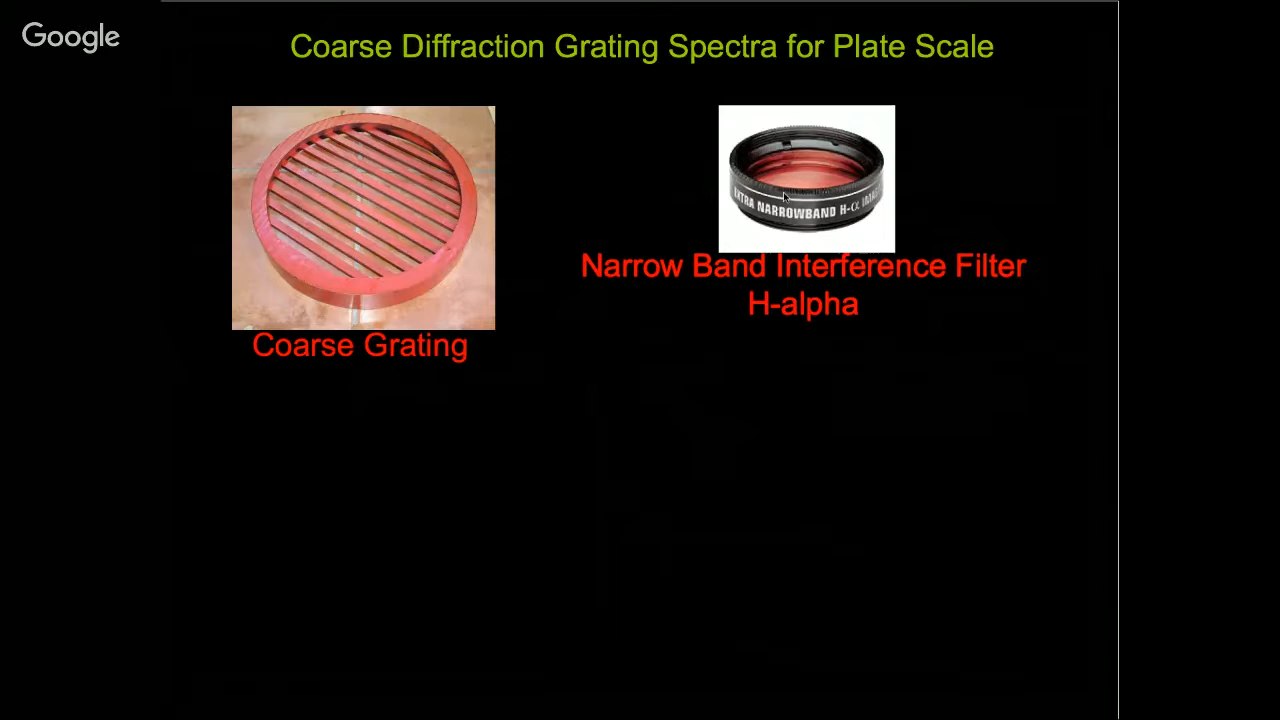 Google
Coarse Diffraction Grating Spectra for Plate Scale
EXTRA NARROWBAND H-α
Narrow Band Interference Filter
H-alpha
Coarse Grating